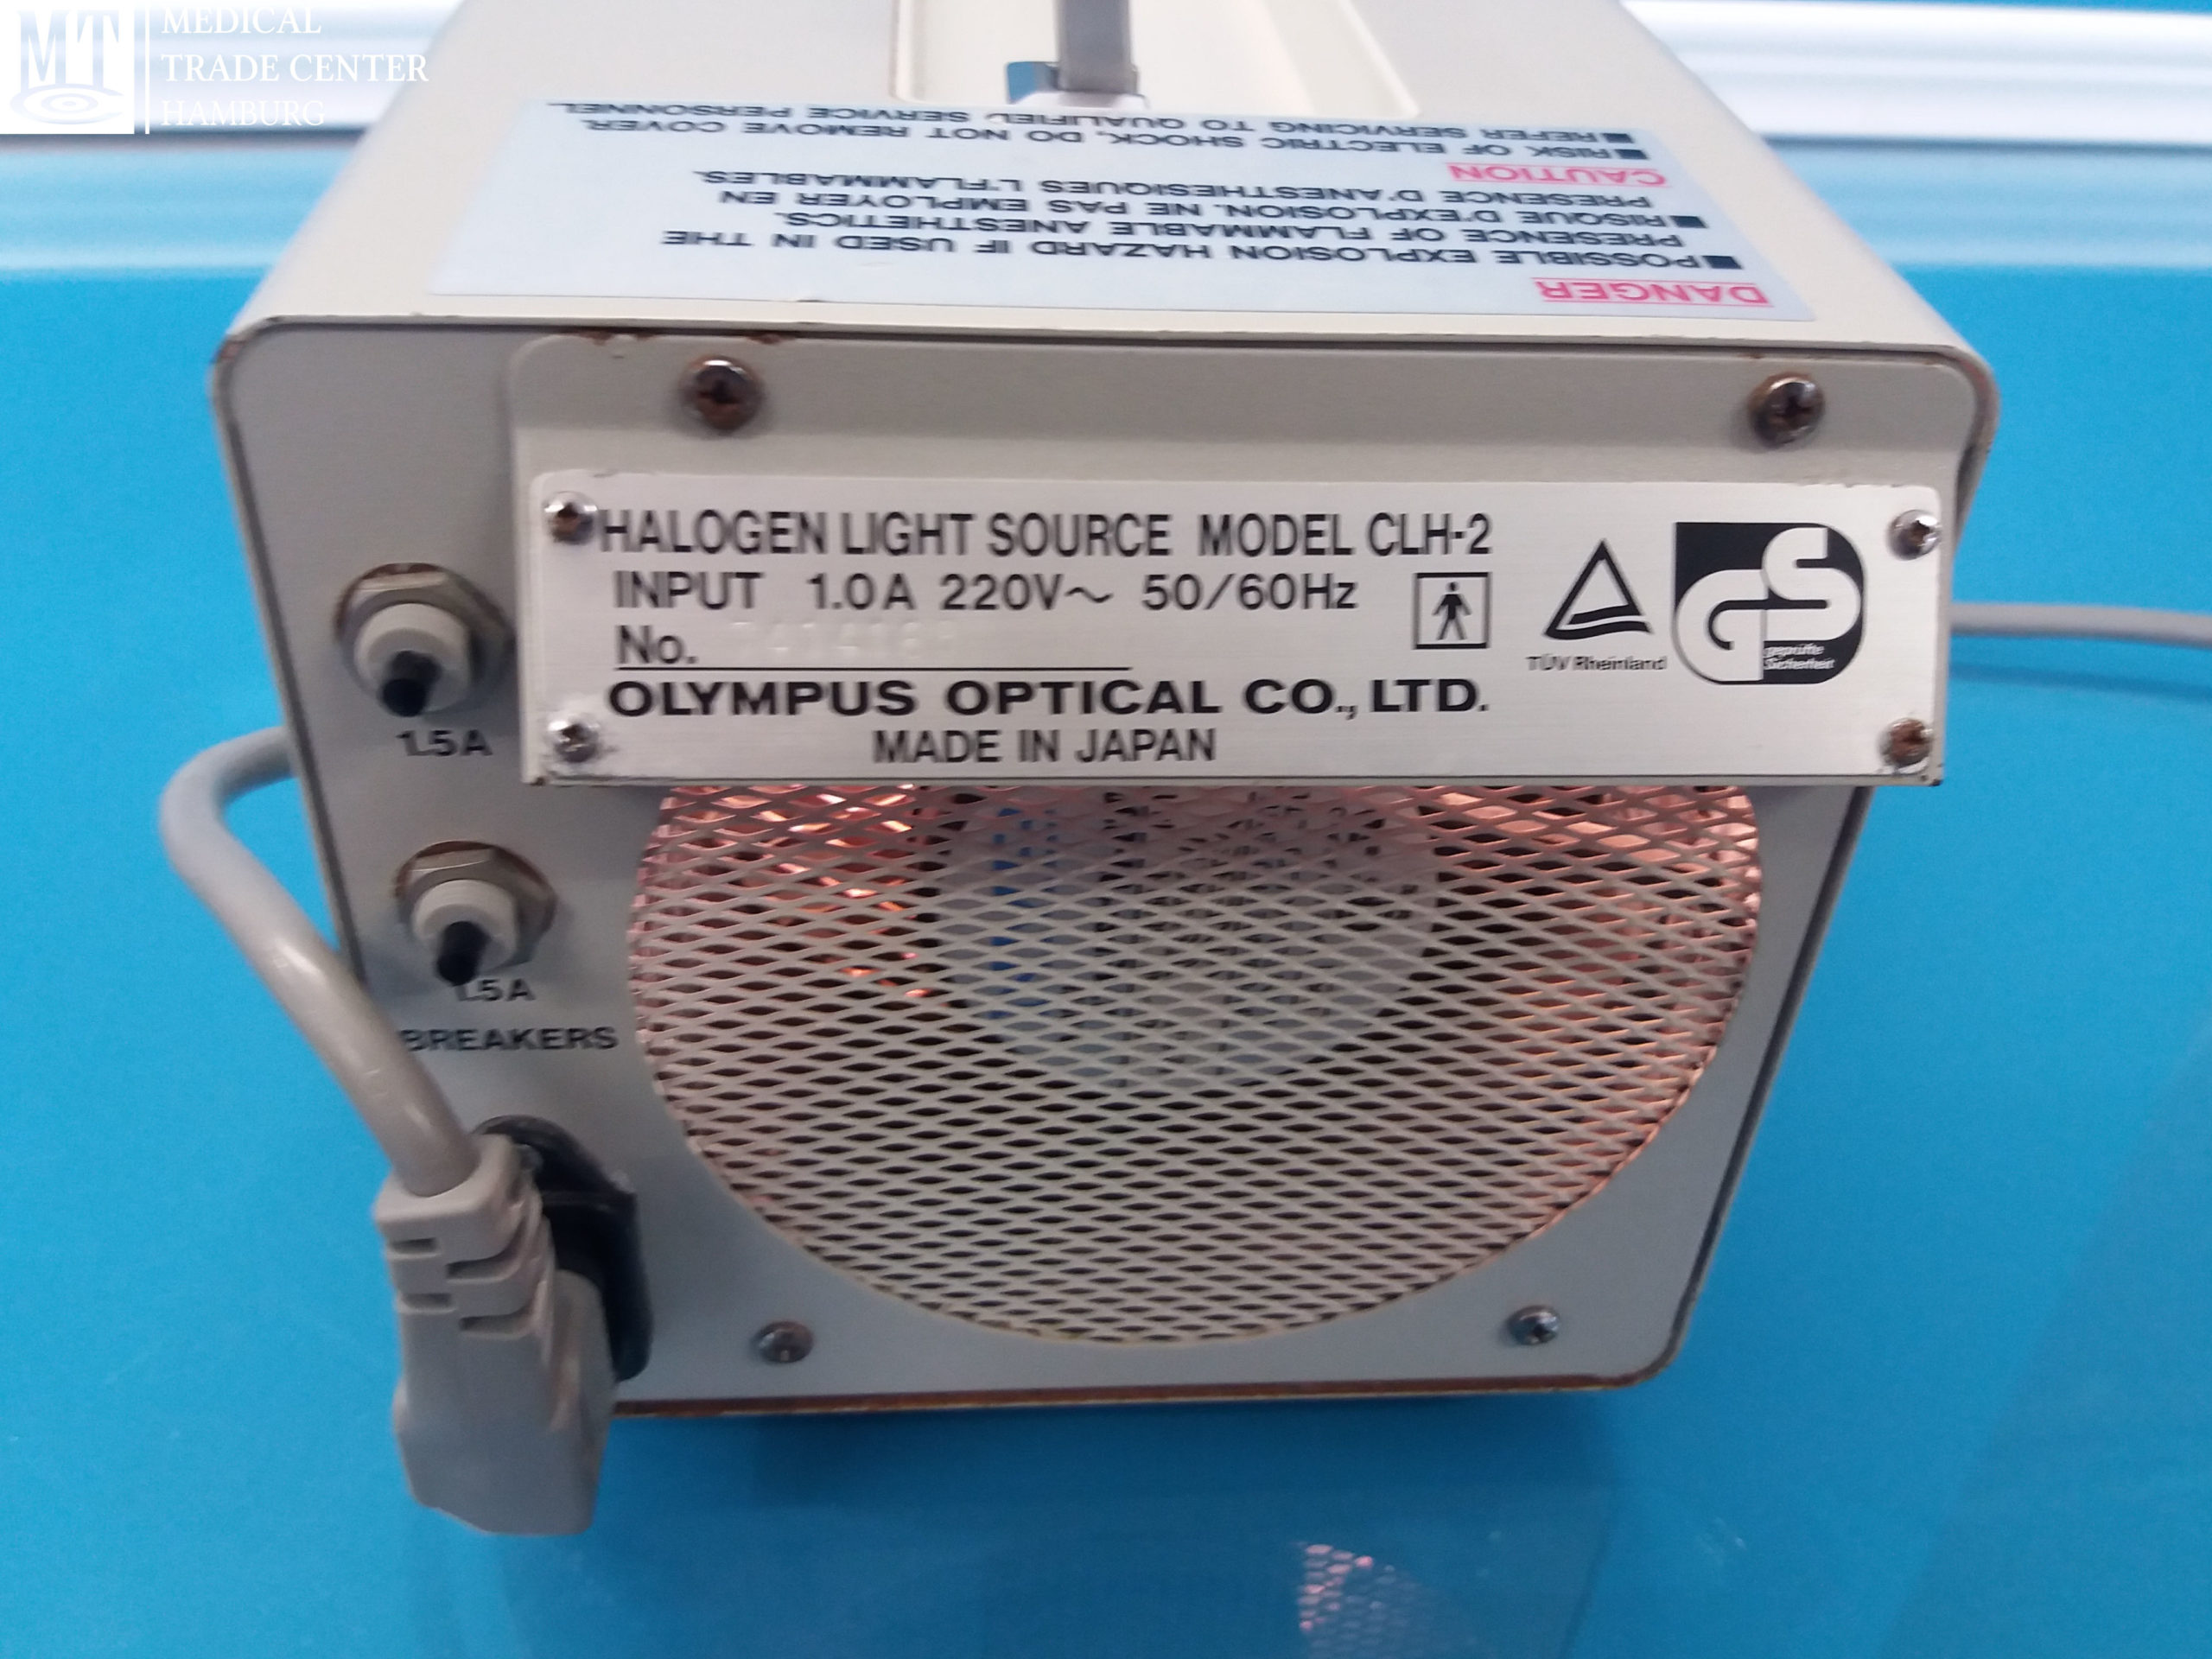 MT
MEDICAL
TRADE CENTER
HAMBURG
DANGER
■POSSIBLE EXPLOSION HAZARD IF USED IN THE
PRESENCE OF FLAMMABLE ANESTHETICS.
■RISQUE D'EXPLOSION. NE PAS EMPLOYER EN
PRESENCE D'ANESTHESIQUES L'FLAMMABLES.
CAUTION
■RISK OF ELECTRIC SHOCK, DO NOT REMOVE COVER.
■REFER SERVICING TO QUALIFIED SERVICE PERSONNEL.
HALOGEN LIGHT SOURCE MODEL CLH-2
INPUT 1.0A 220V~ 50/60Hz
No.
OLYMPUS OPTICAL CO., LTD.
MADE IN JAPAN
TÜV Rheinland
GS
geprüfte
Sicherheit
1.5A
1.5A
BREAKERS